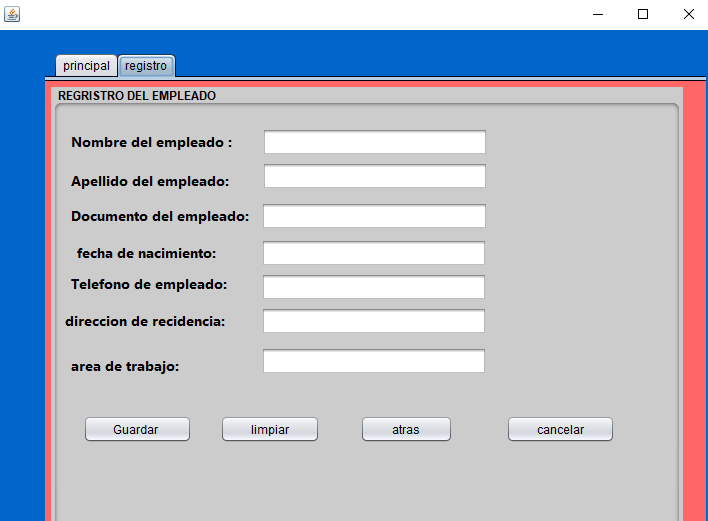 principal registro
REGRISTRO DEL EMPLEADO
Nombre del empleado :
Apellido del empleado:
Documento del empleado:
fecha de nacimiento:
Telefono de empleado:
direccion de recidencia:
area de trabajo:
Guardar limpiar atras cancelar